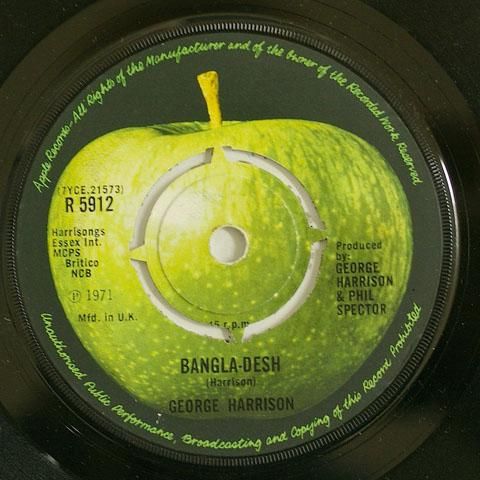 Apple Records - All Rights of the Manufacturer and of the Owner of the Recorded Work Reserved
(7YCE.21573)
R 5912
Harrisongs
Essex Int.
MCPS
Britico
NCB
Ⓟ 1971
Mfd. in U.K.
Produced
by:
GEORGE
HARRISON
& PHIL
SPECTOR
45 r.p.m.
BANGLA-DESH
(Harrison)
GEORGE HARRISON
Unauthorised Public Performance, Broadcasting and Copying of this Record Prohibited